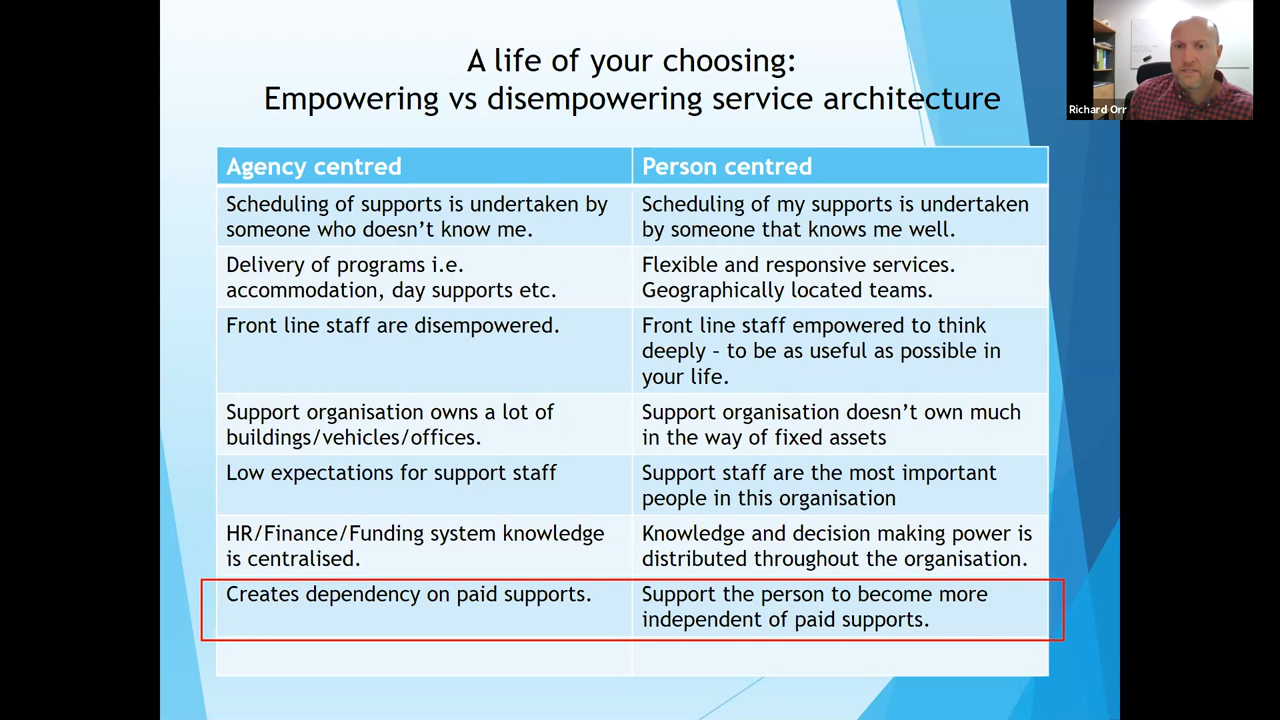 A life of your choosing:
Empowering vs disempowering service architecture
Richard Orr
Agency centred
Person centred
Scheduling of supports is undertaken by
someone who doesn't know me.
Scheduling of my supports is undertaken
by someone that knows me well.
Delivery of programs i.e.
accommodation, day supports etc.
Flexible and responsive services.
Geographically located teams.
Front line staff are disempowered.
Front line staff empowered to think
deeply – to be as useful as possible in
your life.
Support organisation owns a lot of
buildings/vehicles/offices.
Support organisation doesn't own much
in the way of fixed assets
Low expectations for support staff
Support staff are the most important
people in this organisation
HR/Finance/Funding system knowledge
is centralised.
Knowledge and decision making power is
distributed throughout the organisation.
Creates dependency on paid supports.
Support the person to become more
independent of paid supports.